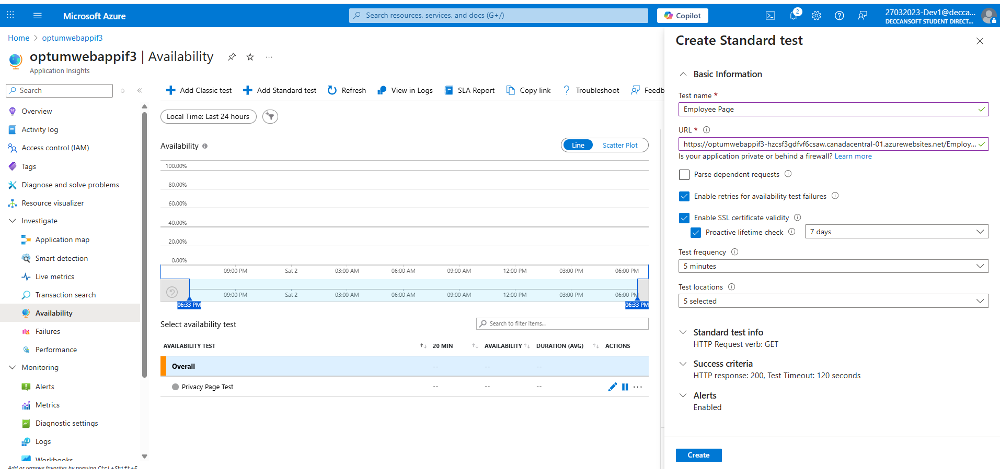 Microsoft Azure
Search resources, services, and docs (G+/)
Copilot
2
27032023-Dev1@decca...
DECCANSOFT STUDENT DIRECT...
Home > optumwebappif3
optumwebappif3 | Availability
Application Insights
Search
Overview
Activity log
Access control (IAM)
Tags
Diagnose and solve problems
Resource visualizer
Investigate
Application map
Smart detection
Live metrics
Transaction search
Availability
Failures
Performance
Monitoring
Alerts
Metrics
Diagnostic settings
Logs
Workbooks
Add or remove favorites by pressing Ctrl+Shift+F
Add Classic test
Add Standard test
Refresh
View in Logs
SLA Report
Copy link
Troubleshoot
Feedb
Local Time: Last 24 hours
Availability
Line
Scatter Plot
100.00%
80.00%
60.00%
40.00%
20.00%
0.00%
09:00 PM Sat 2 03:00 AM 06:00 AM 09:00 AM 12:00 PM 03:00 PM 06:00 PM
09:00 PM Sat 2 03:00 AM 06:00 AM 09:00 AM 12:00 PM 03:00 PM 06:00 PM
06:33 PM 06:33 PM
Select availability test
Search to filter items...
AVAILABILITY TEST 20 MIN AVAILABILITY DURATION (AVG) ACTIONS
Overall -- -- --
Privacy Page Test -- -- --
Create Standard test
Basic Information
Test name *
Employee Page
URL *
https://optumwebappif3-hzcsf3gdfvf6csaw.canadacentral-01.azurewebsites.net/Employ...
Is your application private or behind a firewall? Learn more
Parse dependent requests
Enable retries for availability test failures
Enable SSL certificate validity
Proactive lifetime check
7 days
Test frequency
5 minutes
Test locations
5 selected
Standard test info
HTTP Request verb: GET
Success criteria
HTTP response: 200, Test Timeout: 120 seconds
Alerts
Enabled
Create